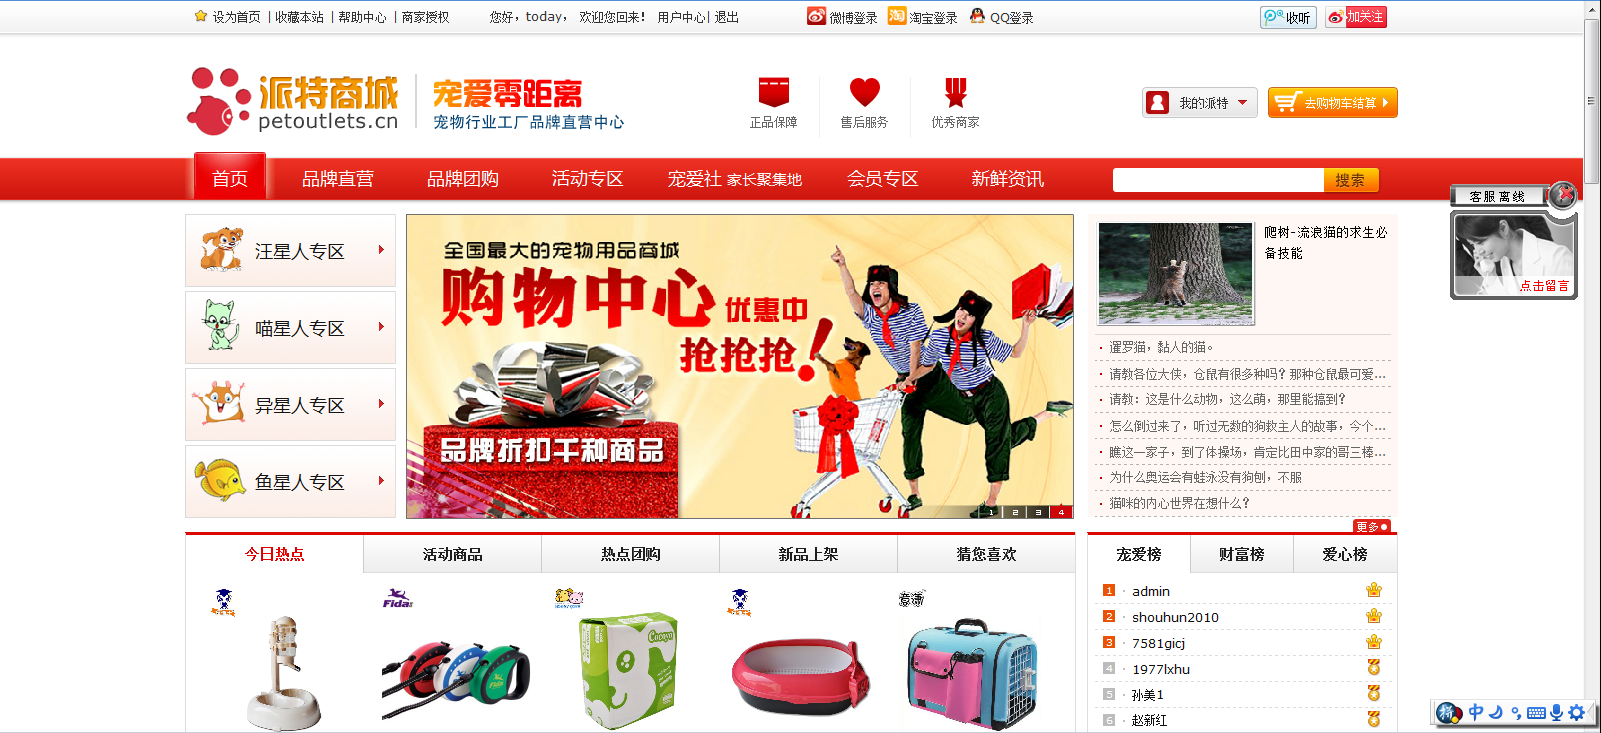 设为首页 | 收藏本站 | 帮助中心 | 商家授权 您好，today， 欢迎您回来！ 用户中心| 退出 微博登录 淘宝登录 QQ登录 收听 加关注
派特商城
petoutlets.cn
宠爱零距离
宠物行业工厂品牌直营中心
正品保障 售后服务 优秀商家
我的派特 去购物车结算
首页 品牌直营 品牌团购 活动专区 宠爱社 家长聚集地 会员专区 新鲜资讯 搜索
客服离线
点击留言
汪星人专区
喵星人专区
异星人专区
鱼星人专区
全国最大的宠物用品商城
购物中心 优惠中
抢抢抢！
品牌折扣千种商品
1 2 3 4
爬树-流浪猫的求生必
备技能
暹罗猫，黏人的猫。
请教各位大侠，仓鼠有很多种吗？那种仓鼠最可爱...
请教：这是什么动物，这么萌，那里能搞到？
怎么倒过来了，听过无数的狗救主人的故事，今个...
瞧这一家子，到了体操场，肯定比田中家的哥三棒...
为什么奥运会有蛙泳没有狗刨，不服
猫咪的内心世界在想什么？
更多
今日热点 活动商品 热点团购 新品上架 猜您喜欢
宠爱榜 财富榜 爱心榜
Fida
1 · admin
2 · shouhun2010
3 · 7581gicj
4 · 1977lxhu
5 · 孙美1
6 · 赵新红
中